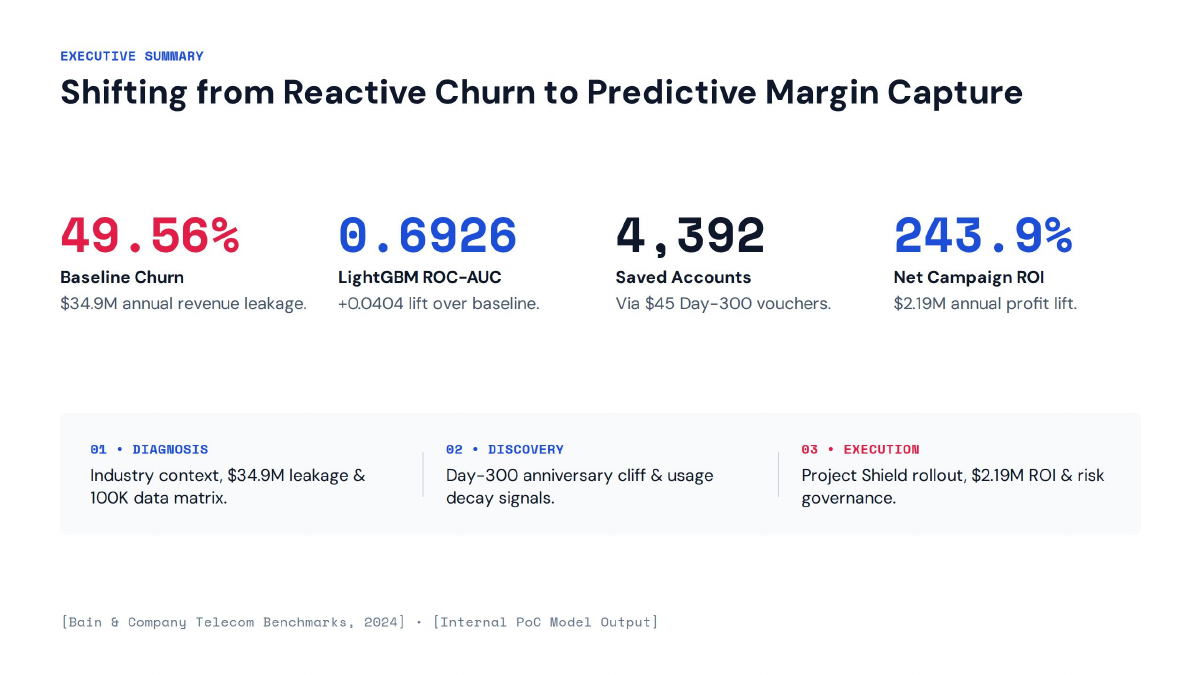 EXECUTIVE SUMMARY
Shifting from Reactive Churn to Predictive Margin Capture
49.56%
Baseline Churn
$34.9M annual revenue leakage.
0.6926
LightGBM ROC-AUC
+0.0404 lift over baseline.
4,392
Saved Accounts
Via $45 Day-300 vouchers.
243.9%
Net Campaign ROI
$2.19M annual profit lift.
01 • DIAGNOSIS
Industry context, $34.9M leakage &
100K data matrix.
02 • DISCOVERY
Day-300 anniversary cliff & usage
decay signals.
03 • EXECUTION
Project Shield rollout, $2.19M ROI & risk
governance.
[Bain & Company Telecom Benchmarks, 2024] · [Internal PoC Model Output]